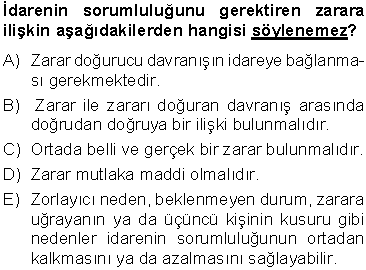 İdarenin sorumluluğunu gerektiren zarara
ilişkin aşağıdakilerden hangisi söylenemez?
A) Zarar doğurucu davranışın idareye bağlanma-
sı gerekmektedir.
B) Zarar ile zararı doğuran davranış arasında
doğrudan doğruya bir ilişki bulunmalıdır.
C) Ortada belli ve gerçek bir zarar bulunmalıdır.
D) Zarar mutlaka maddi olmalıdır.
E) Zorlayıcı neden, beklenmeyen durum, zarara
uğrayanın ya da üçüncü kişinin kusuru gibi
nedenler idarenin sorumluluğunun ortadan
kalkmasını ya da azalmasını sağlayabilir.